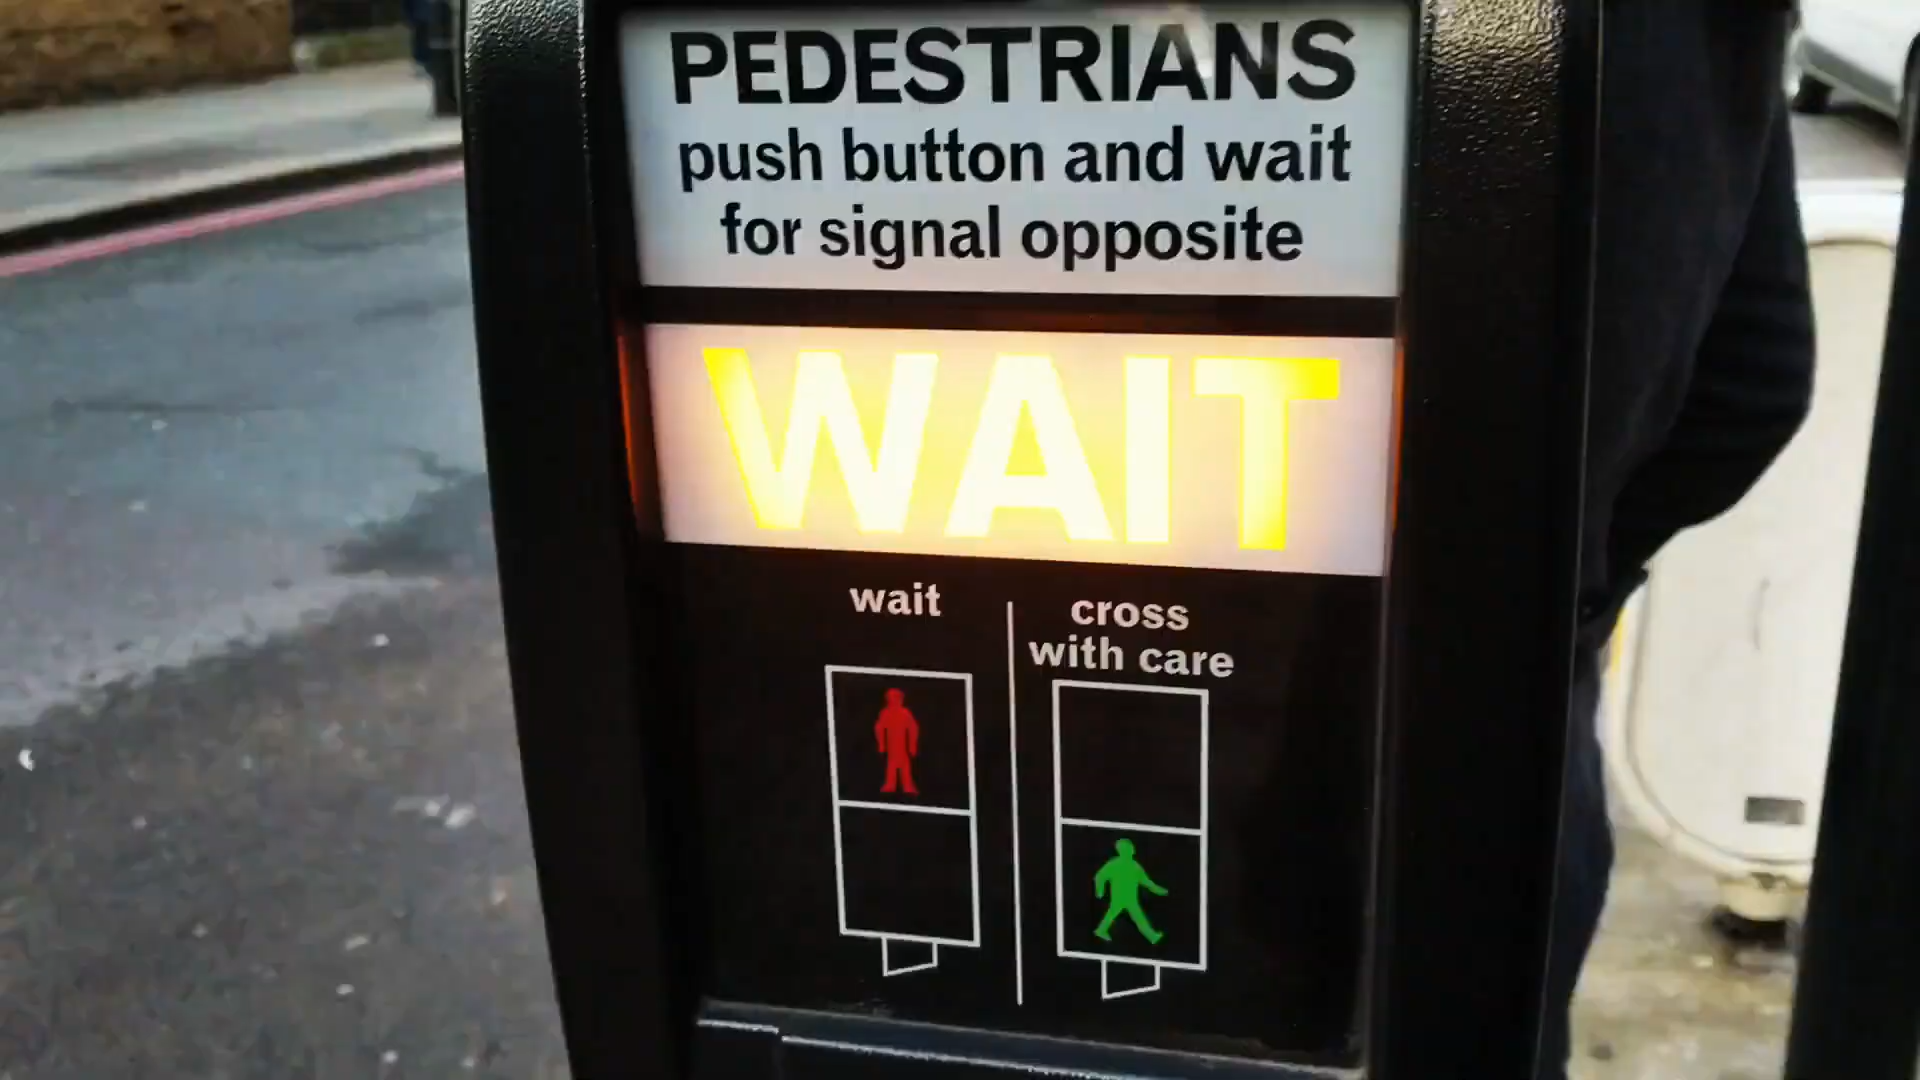 PEDESTRIANS
push button and wait
for signal opposite
WAIT
wait
cross
with care